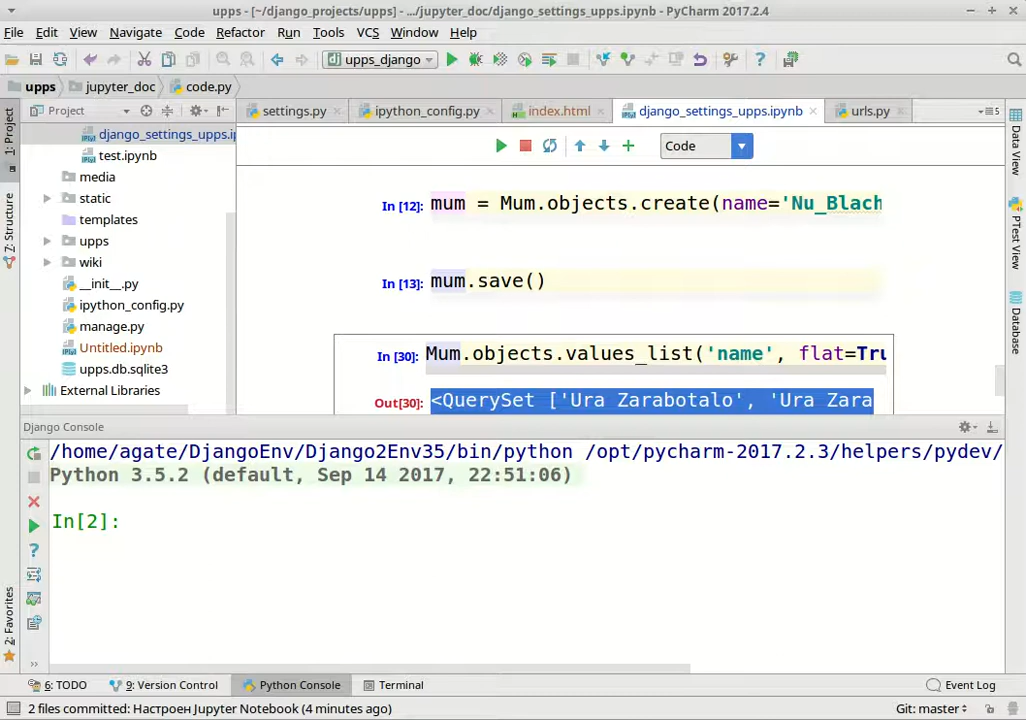 upps - [~/django_projects/upps] - .../jupyter_doc/django_settings_upps.ipynb - PyCharm 2017.2.4
File Edit View Navigate Code Refactor Run Tools VCS Window Help
upps_django
upps jupyter_doc code.py
1: Project
7: Structure
2: Favorites
Project
settings.py ipython_config.py index.html django_settings_upps.ipynb urls.py 5
django_settings_upps.ip
test.ipynb
media
static
templates
upps
wiki
__init__.py
ipython_config.py
manage.py
Untitled.ipynb
upps.db.sqlite3
External Libraries
Code
In [12]: mum = Mum.objects.create(name='Nu_Blach
In [13]: mum.save()
In [30]: Mum.objects.values_list('name', flat=Tru
Out[30]: <QuerySet ['Ura Zarabotalo', 'Ura Zara
Data View
PTest View
Database
Django Console
/home/agate/DjangoEnv/Django2Env35/bin/python /opt/pycharm-2017.2.3/helpers/pydev/
Python 3.5.2 (default, Sep 14 2017, 22:51:06)
In[2]:
6: TODO 9: Version Control Python Console Terminal Event Log
2 files committed: Настроен Jupyter Notebook (4 minutes ago) Git: master